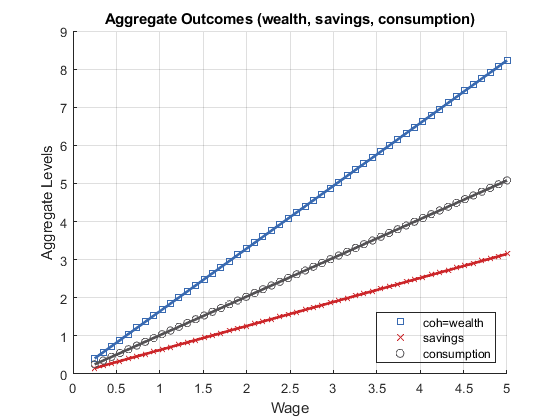 Aggregate Outcomes (wealth, savings, consumption)
9
8
7
6
5
4
3
2
1
0
Aggregate Levels
coh=wealth
savings
consumption
0 0.5 1 1.5 2 2.5 3 3.5 4 4.5 5
Wage